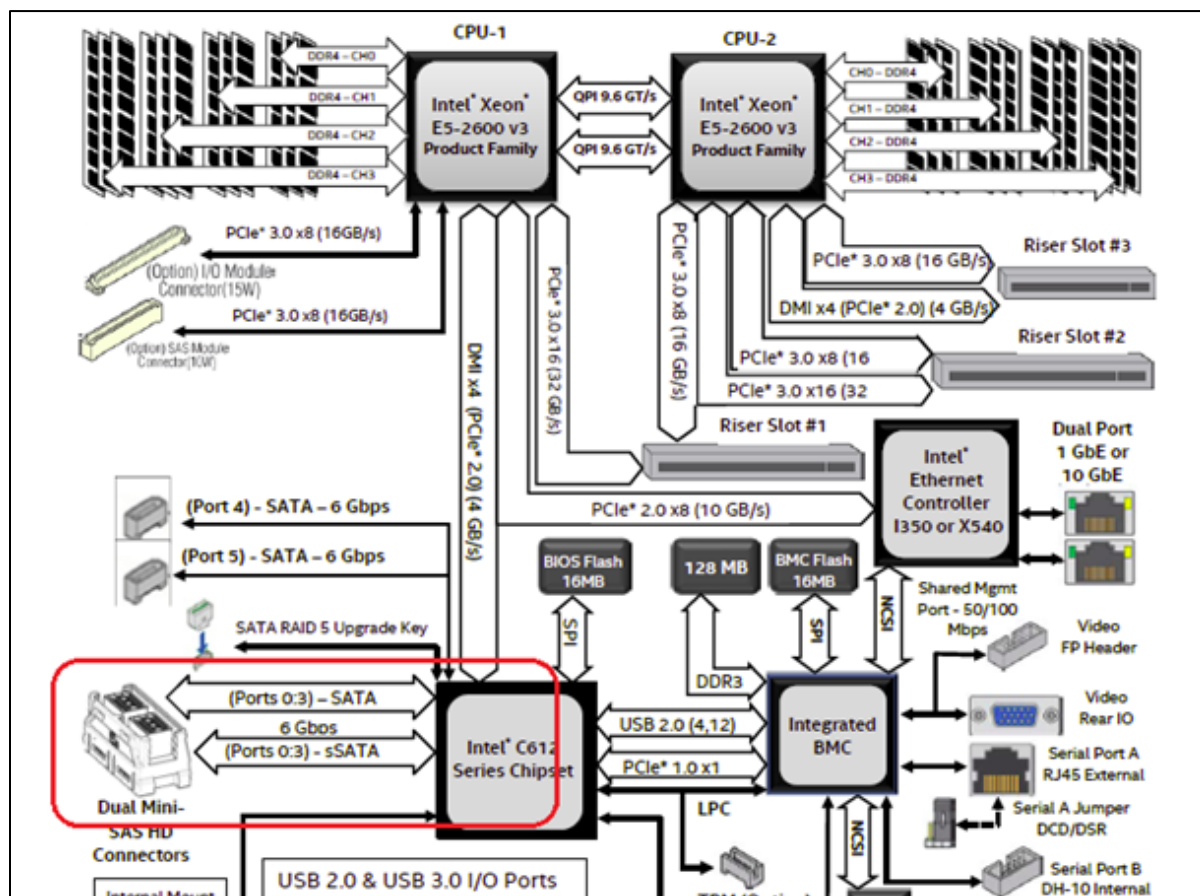 CPU-1
CPU-2
DDR4 – CH0
DDR4 – CH1
DDR4 – CH2
DDR4 – CH3
Intel* Xeon*
E5-2600 v3
Product Family
QPI 9.6 GT/s
QPI 9.6 GT/s
Intel* Xeon*
E5-2600 v3
Product Family
CH0 – DDR4
CH1 – DDR4
CH2 – DDR4
CH3 – DDR4
PCIe* 3.0 x8 (16GB/s)
(Option) I/O Module
Connector(15W)
PCIe* 3.0 x8 (16GB/s)
(Option) SAS Module
Connector(10W)
DMI x4 (PCIe* 2.0) (4 GB/s)
PCIe* 3.0 x16 (32 GB/s)
PCIe* 3.0 x8 (16 GB/s)
PCIe* 3.0 x8 (16 GB/s)
Riser Slot #3
DMI x4 (PCIe* 2.0) (4 GB/s)
Riser Slot #2
PCIe* 3.0 x8 (16
PCIe* 3.0 x16 (32
Riser Slot #1
PCIe* 2.0 x8 (10 GB/s)
Intel*
Ethernet
Controller
I350 or X540
Dual Port
1 GbE or
10 GbE
(Port 4) - SATA – 6 Gbps
(Port 5) - SATA – 6 Gbps
SATA RAID 5 Upgrade Key
BIOS Flash
16MB
128 MB
BMC Flash
16MB
SPI
DDR3
SPI
NCSI
Shared Mgmt
Port - 50/100
Mbps
Video
FP Header
(Ports 0:3) – SATA
6 Gbps
(Ports 0:3) - sSATA
Dual Mini-
SAS HD
Connectors
Intel* C612
Series Chipset
USB 2.0 (4,12)
PCIe* 1.0 x1
LPC
Integrated
BMC
Video
Rear IO
Serial Port A
RJ45 External
Serial A Jumper
DCD/DSR
NCSI
Serial Port B
DH-10 Internal
USB 2.0 & USB 3.0 I/O Ports
Internal Mount